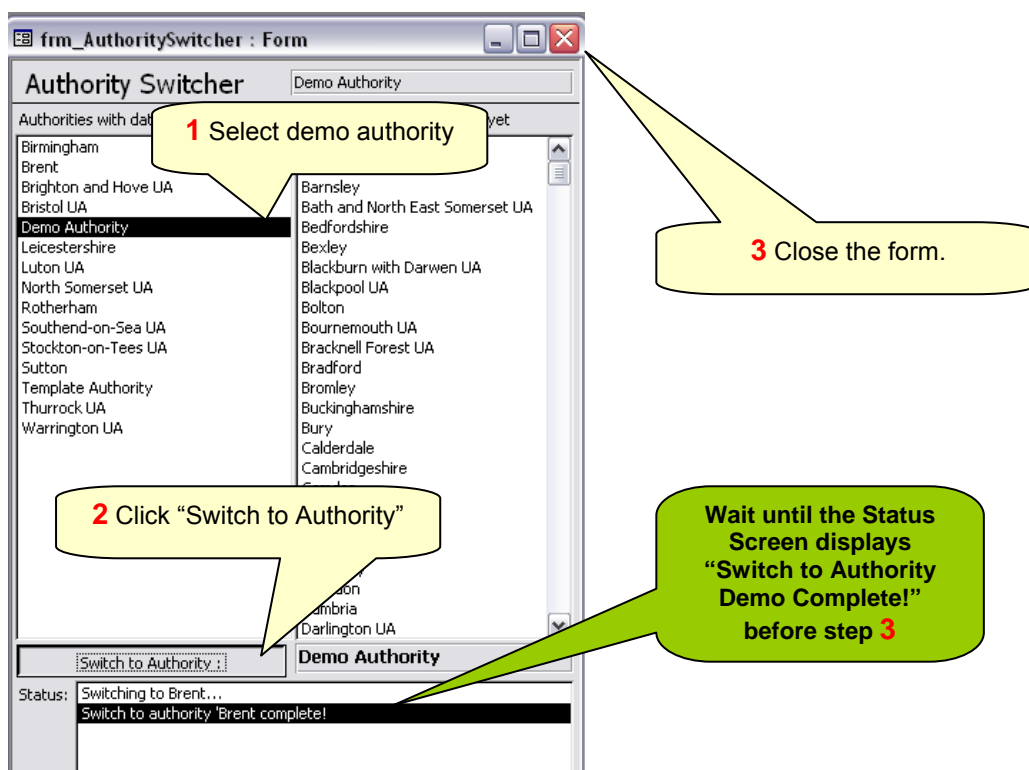 frm_AuthoritySwitcher : Form
Authority Switcher
Demo Authority
Authorities with dat
yet
1 Select demo authority
Birmingham
Brent
Brighton and Hove UA
Bristol UA
Demo Authority
Leicestershire
Luton UA
North Somerset UA
Rotherham
Southend-on-Sea UA
Stockton-on-Tees UA
Sutton
Template Authority
Thurrock UA
Warrington UA
Barnsley
Bath and North East Somerset UA
Bedfordshire
Bexley
Blackburn with Darwen UA
Blackpool UA
Bolton
Bournemouth UA
Bracknell Forest UA
Bradford
Bromley
Buckinghamshire
Bury
Calderdale
Cambridgeshire
Darlington UA
3 Close the form.
2 Click “Switch to Authority”
Wait until the Status
Screen displays
“Switch to Authority
Demo Complete!”
before step 3
Switch to Authority :
Demo Authority
Status:
Switching to Brent...
Switch to authority 'Brent complete!